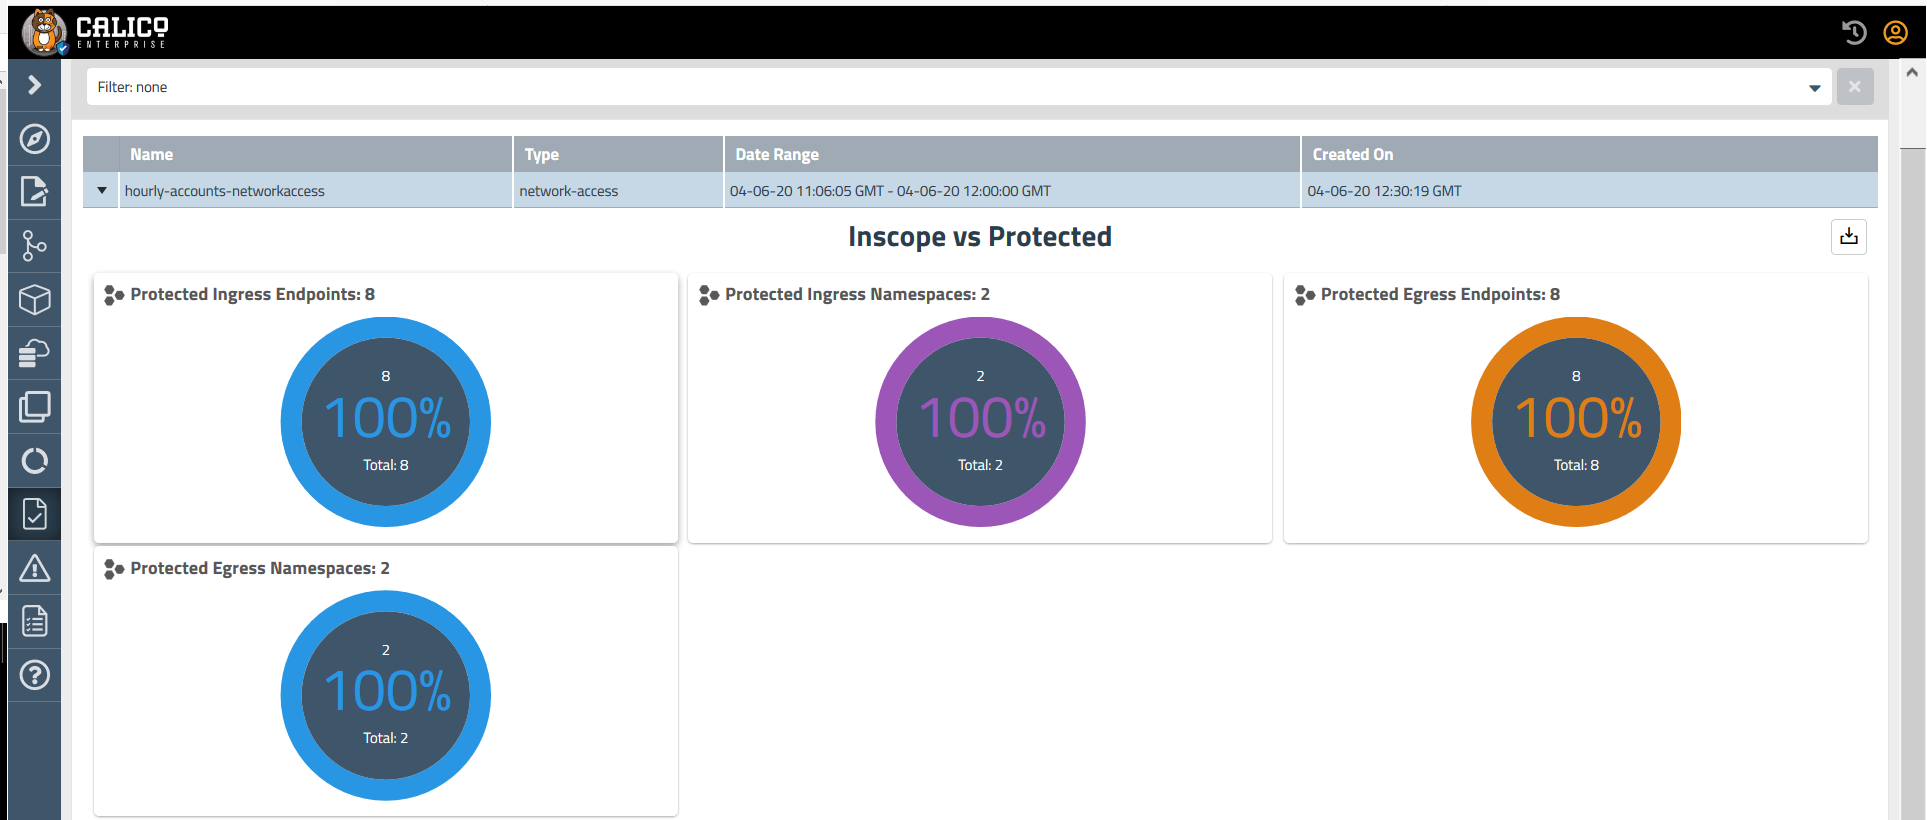 CALICO
ENTERPRISE
Filter: none
Name Type Date Range Created On
hourly-accounts-networkaccess network-access 04-06-20 11:06:05 GMT - 04-06-20 12:00:00 GMT 04-06-20 12:30:19 GMT
Inscope vs Protected
Protected Ingress Endpoints: 8
8
100%
Total: 8
Protected Ingress Namespaces: 2
2
100%
Total: 2
Protected Egress Endpoints: 8
8
100%
Total: 8
Protected Egress Namespaces: 2
2
100%
Total: 2